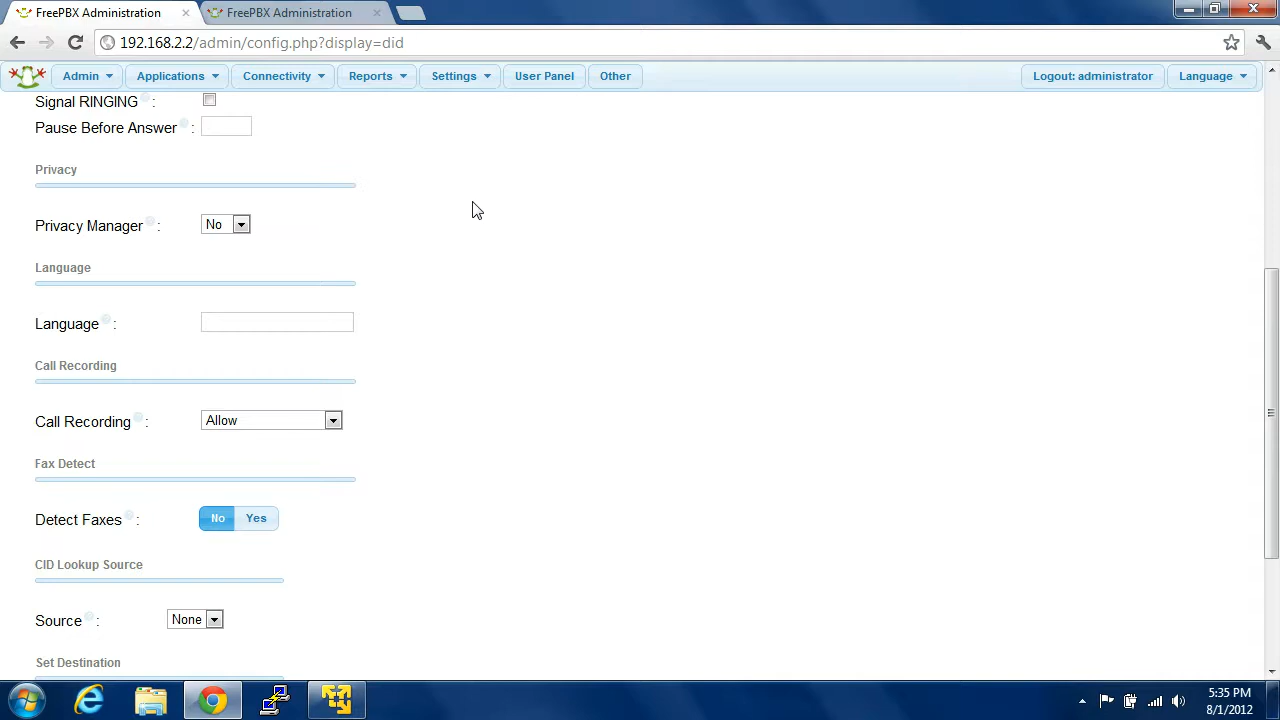 FreePBX Administration
FreePBX Administration
192.168.2.2/admin/config.php?display=did
Admin Applications Connectivity Reports Settings User Panel Other Logout: administrator Language
Signal RINGING :
Pause Before Answer :
Privacy
Privacy Manager : No
Language
Language :
Call Recording
Call Recording : Allow
Fax Detect
Detect Faxes : No Yes
CID Lookup Source
Source : None
Set Destination
5:35 PM
8/1/2012